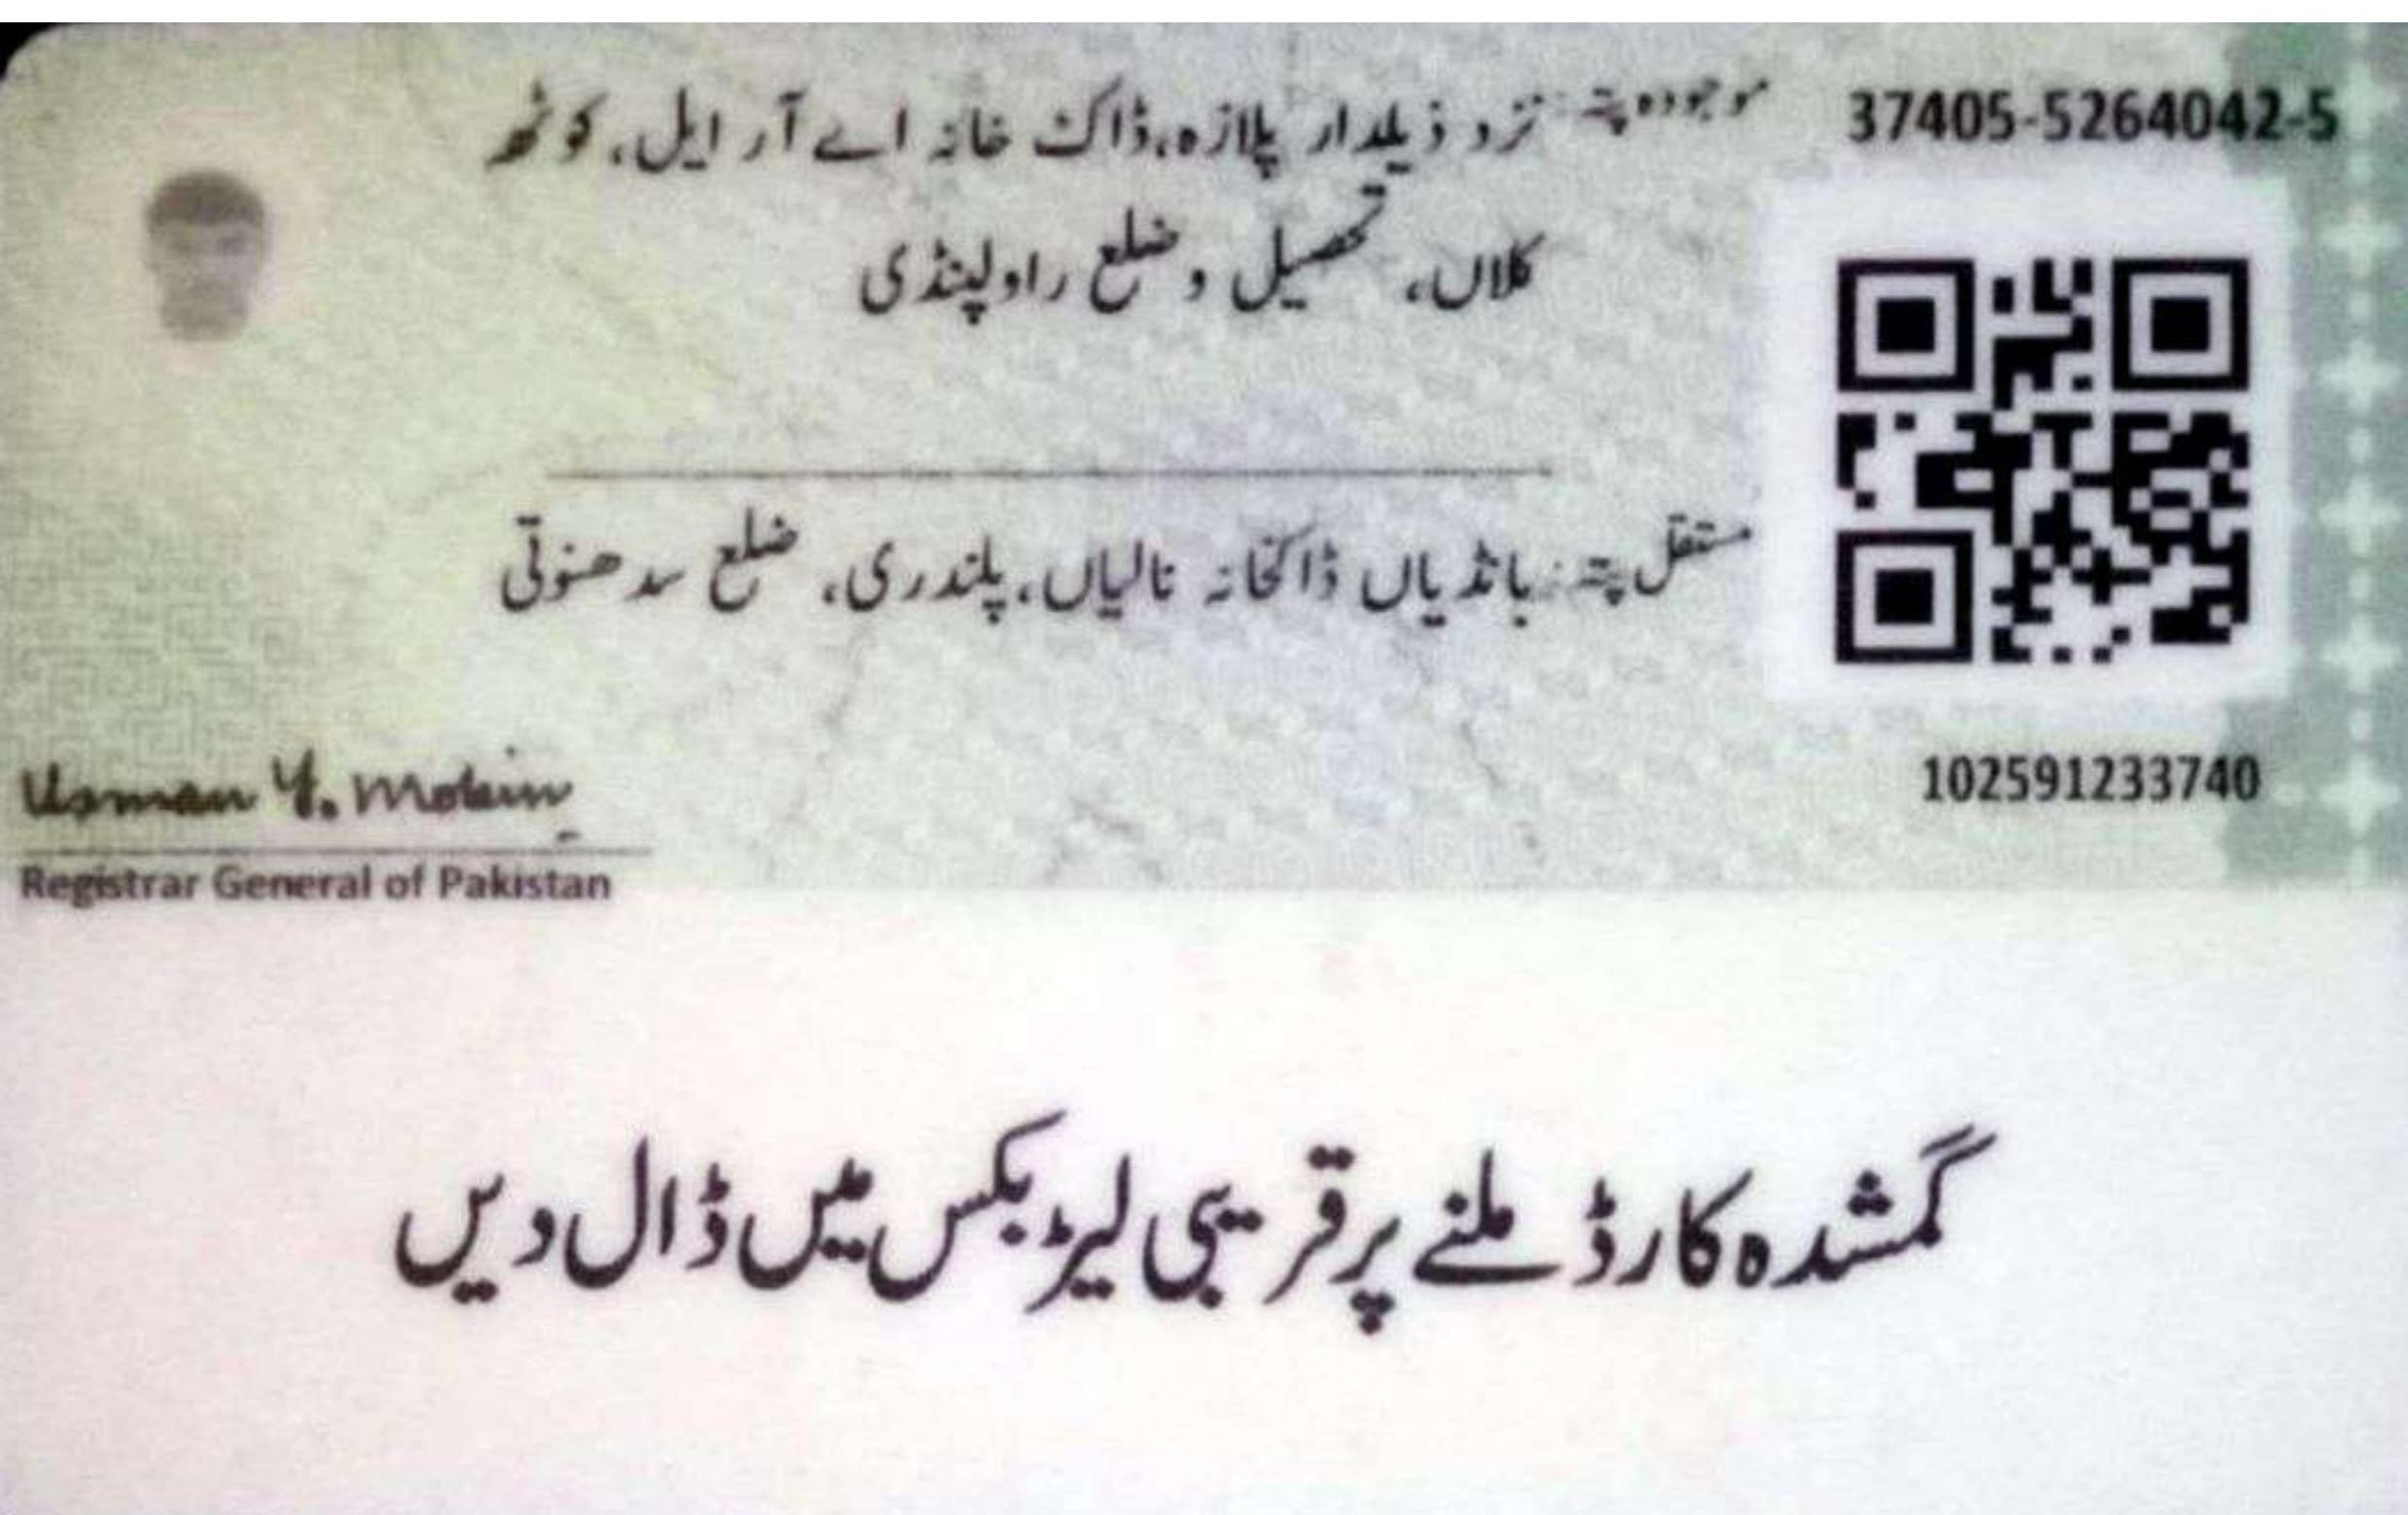 37405-5264042-5
موجودہ پتہ: نزد ذیلدار پلازہ،ڈاک خانہ اے آر ایل، کوٹھہ
کلاں، تحصیل و ضلع راولپنڈی
مستقل پتہ: بانڈیاں ڈاکخانہ نالیاں،پلندری، ضلع سدھنوتی
102591233740
Usman Y. Mobin
Registrar General of Pakistan
گمشدہ کارڈ ملنے پر قریبی لیٹر بکس میں ڈال دیں